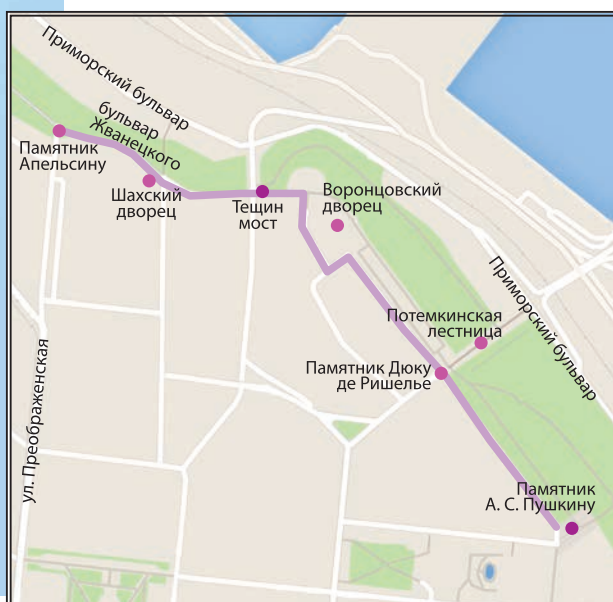 Приморский бульвар
бульвар
Жванецкого
Памятник
Апельсину
Шахский
дворец
Тещин
мост
Воронцовский
дворец
Приморский бульвар
Потемкинская
лестница
Памятник Дюку
де Ришелье
ул. Преображенская
Памятник
А. С. Пушкину